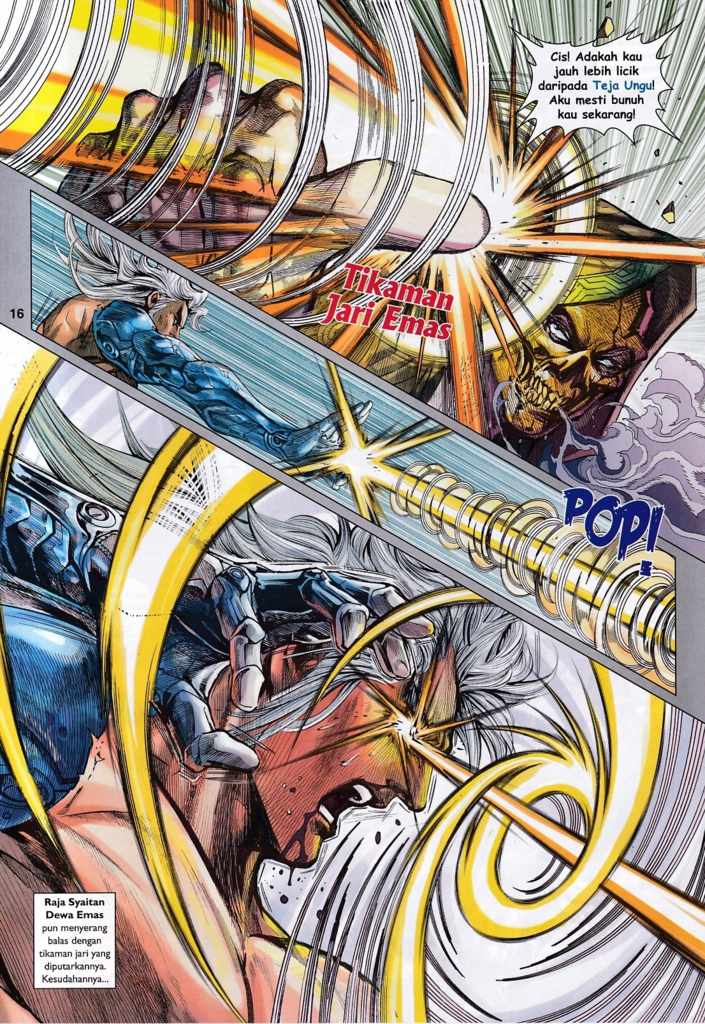 Cis! Adakah kau
jauh lebih licik
daripada Teja Ungu!
Aku mesti bunuh
kau sekarang!
Tikaman
Jari Emas
16
POPI
Raja Syaitan
Dewa Emas
pun menyerang
balas dengan
tikaman jari yang
diputarkannya.
Kesudahannya...